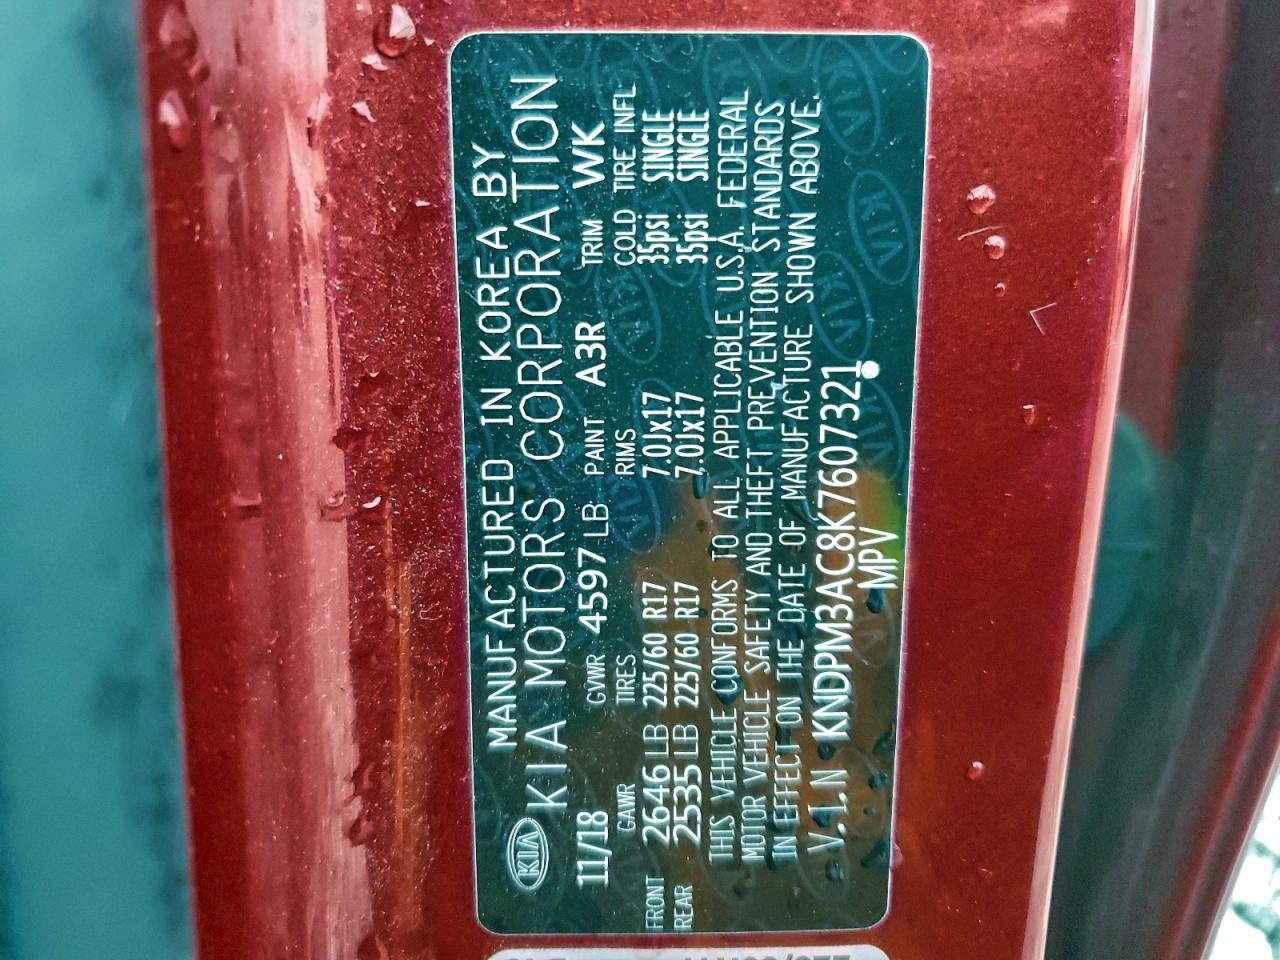 KIA
MANUFACTURED IN KOREA BY
KIA MOTORS CORPORATION
11/18 GVWR 4597 LB PAINT A3R TRIM WK
GAWR TIRES RIMS COLD TIRE INFL
FRONT 2646 LB 225/60 R17 7.0Jx17 35psi SINGLE
REAR 2535 LB 225/60 R17 7.0Jx17 35psi SINGLE
THIS VEHICLE CONFORMS TO ALL APPLICABLE U.S.A. FEDERAL
MOTOR VEHICLE SAFETY AND THEFT PREVENTION STANDARDS
IN EFFECT ON THE DATE OF MANUFACTURE SHOWN ABOVE.
V.I.N KNDPM3AC8K7607321
MPV